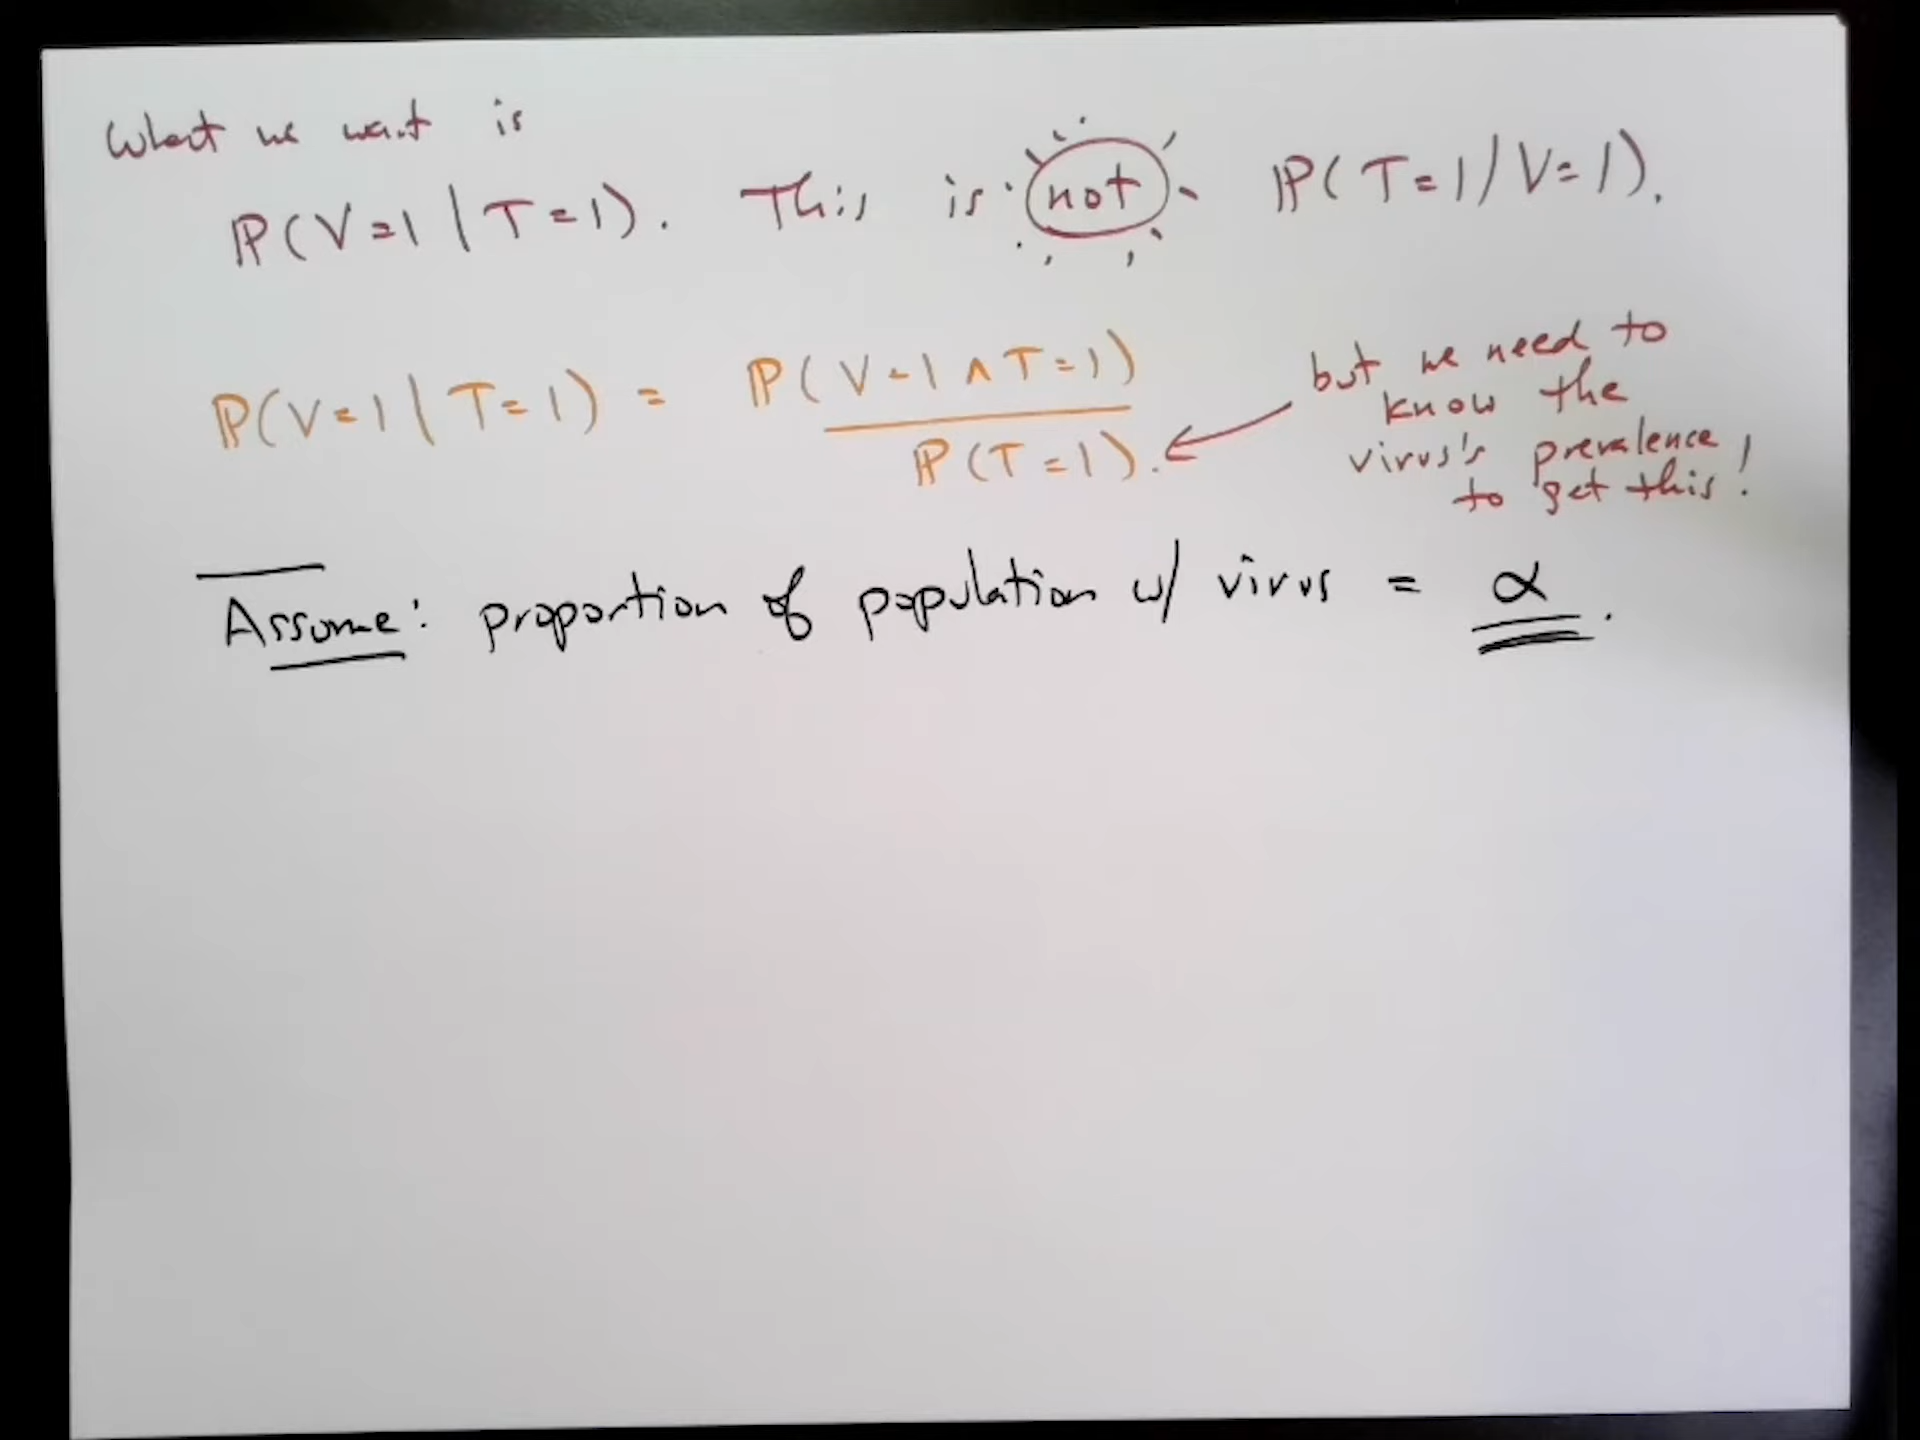 What we want is
ℙ(V=1 | T=1). This is not ℙ(T=1 / V=1).
ℙ(V=1 | T=1) = ℙ(V=1 ∧ T=1)
ℙ(T=1).
but we need to
know the
virus's prevalence
to get this!
Assume: proportion of population w/ virus = α.